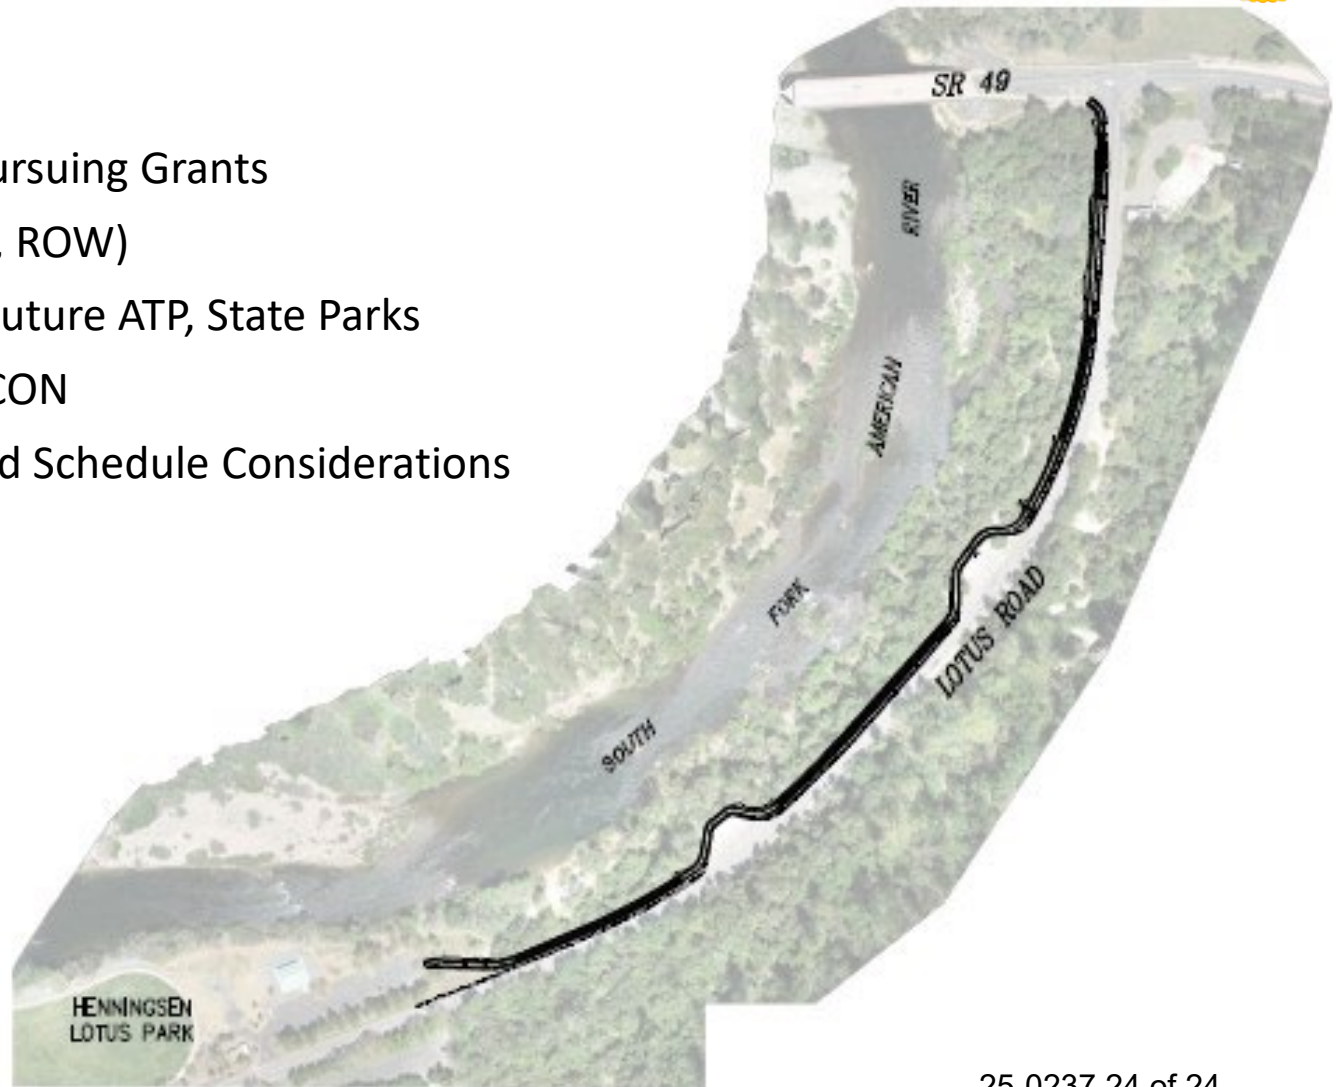 ursuing Grants
, ROW)
uture ATP, State Parks
CON
d Schedule Considerations
SR 49
RIVER
AMERICAN
FORK
SOUTH
LOTUS ROAD
HENNINGSEN
LOTUS PARK
25-0237 24 of 24